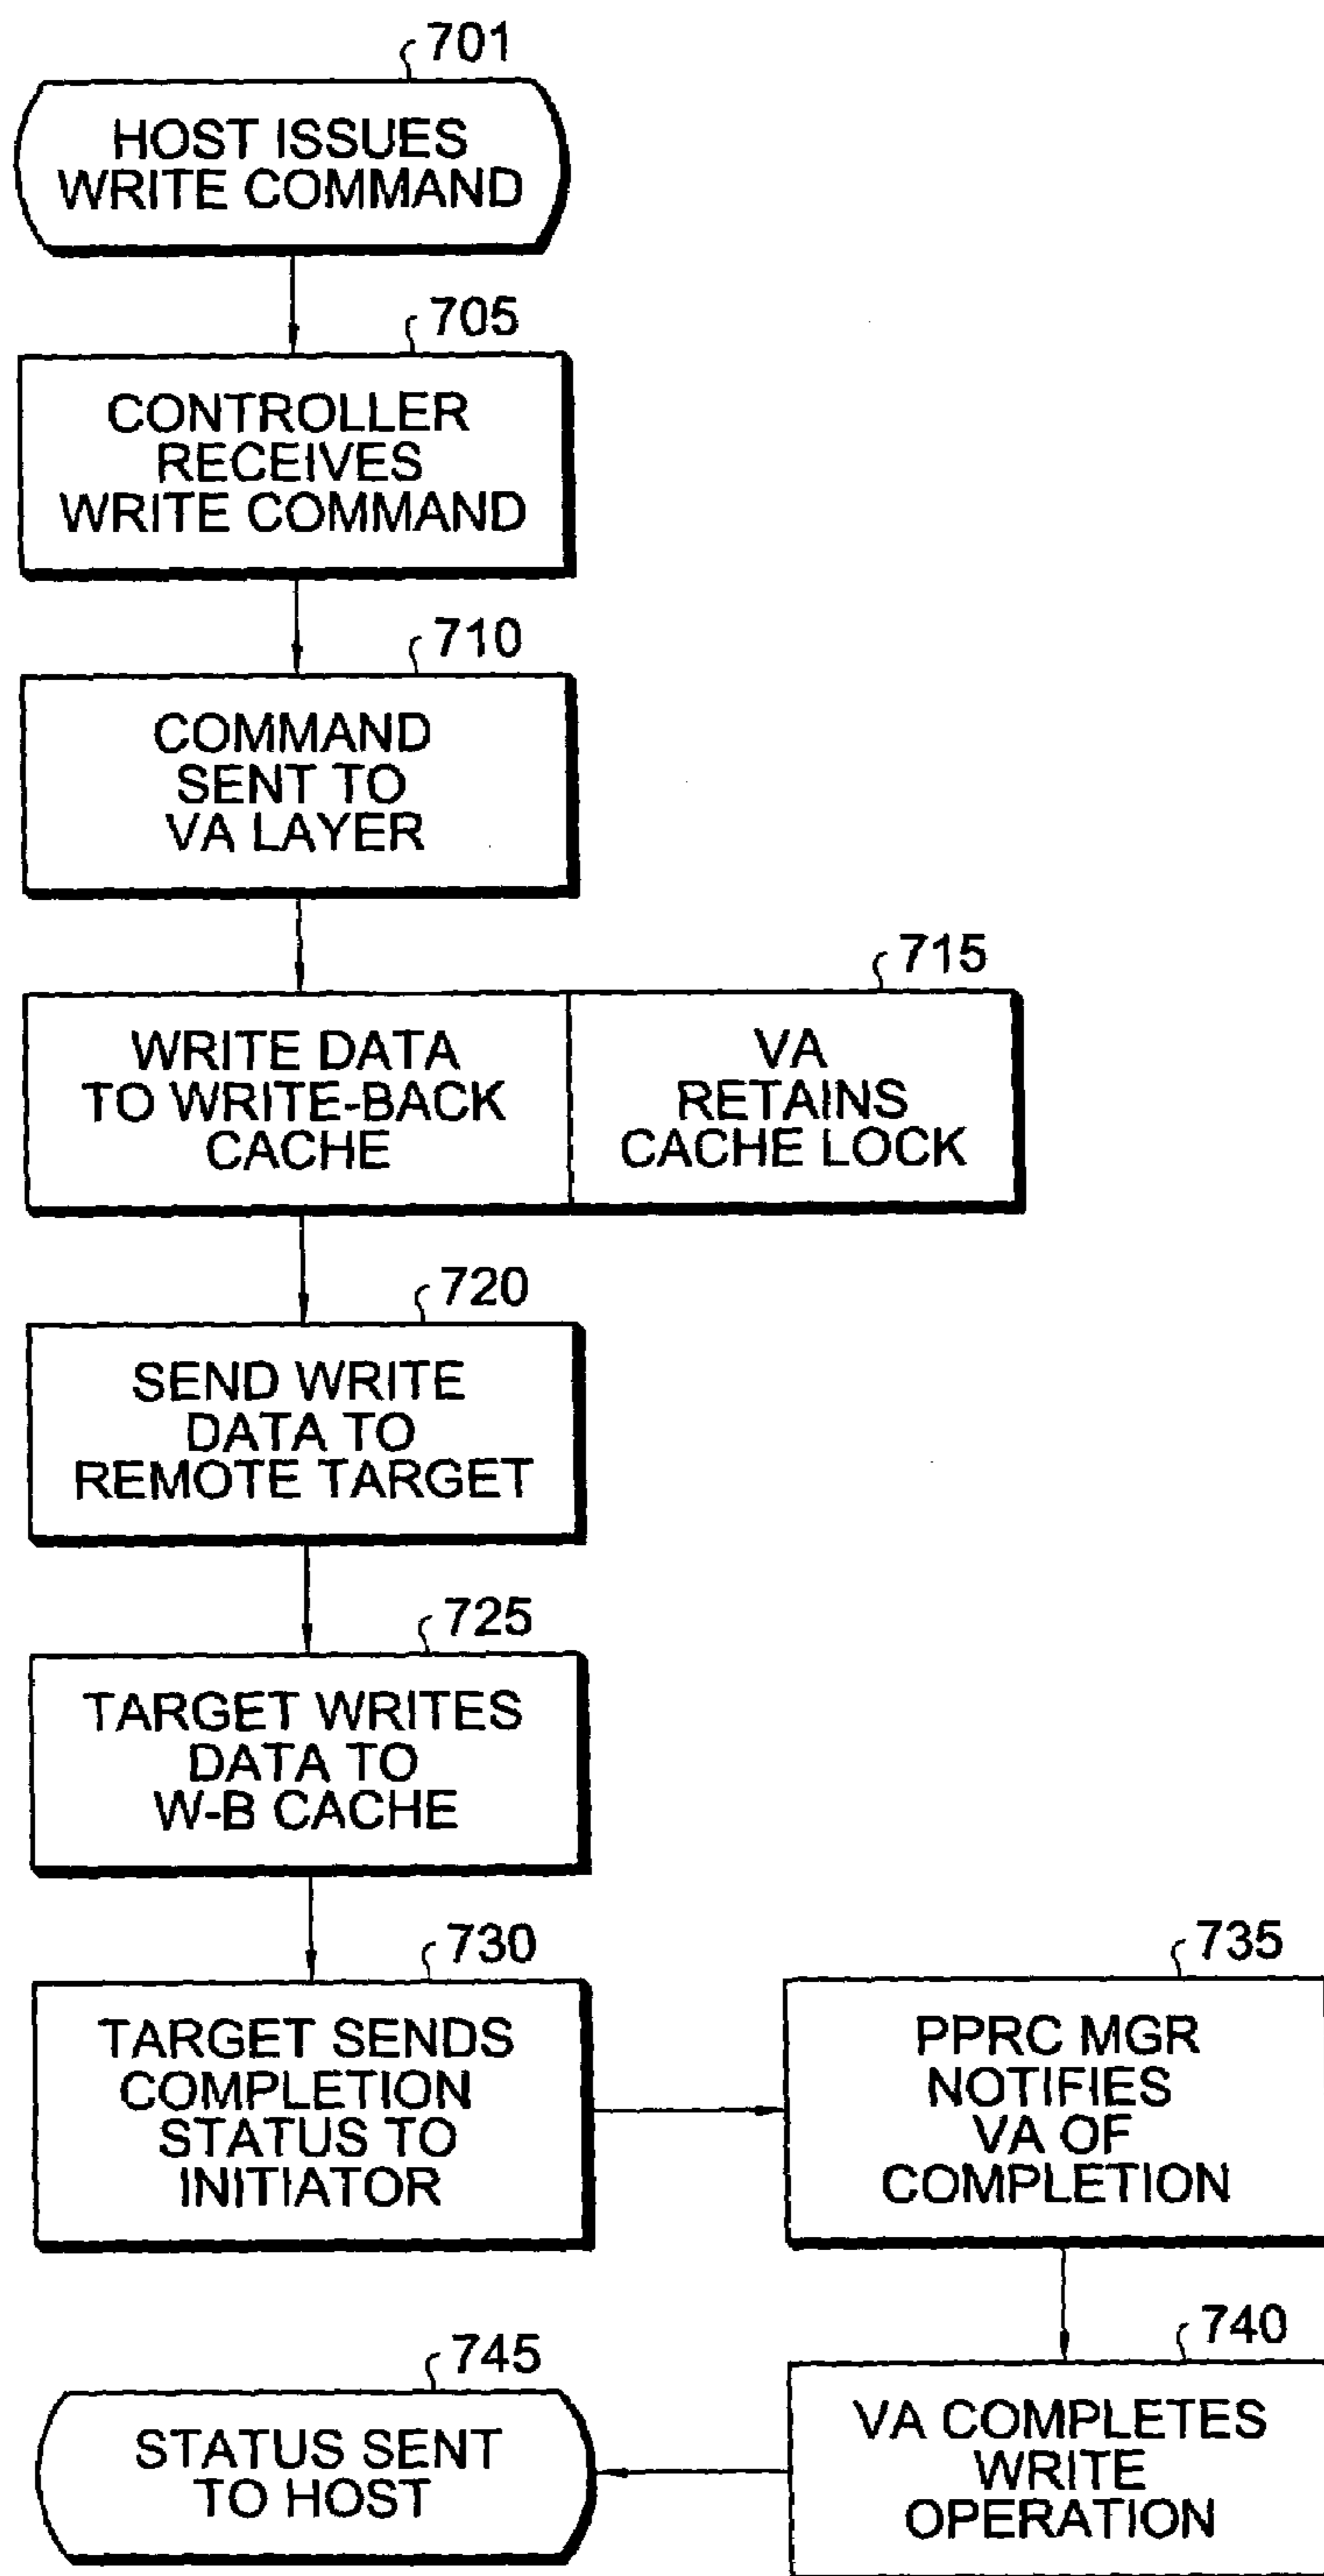 701
HOST ISSUES
WRITE COMMAND
705
CONTROLLER
RECEIVES
WRITE COMMAND
710
COMMAND
SENT TO
VA LAYER
715
WRITE DATA
TO WRITE-BACK
CACHE
VA
RETAINS
CACHE LOCK
720
SEND WRITE
DATA TO
REMOTE TARGET
725
TARGET WRITES
DATA TO
W-B CACHE
730
TARGET SENDS
COMPLETION
STATUS TO
INITIATOR
735
PPRC MGR
NOTIFIES
VA OF
COMPLETION
740
VA COMPLETES
WRITE
OPERATION
745
STATUS SENT
TO HOST